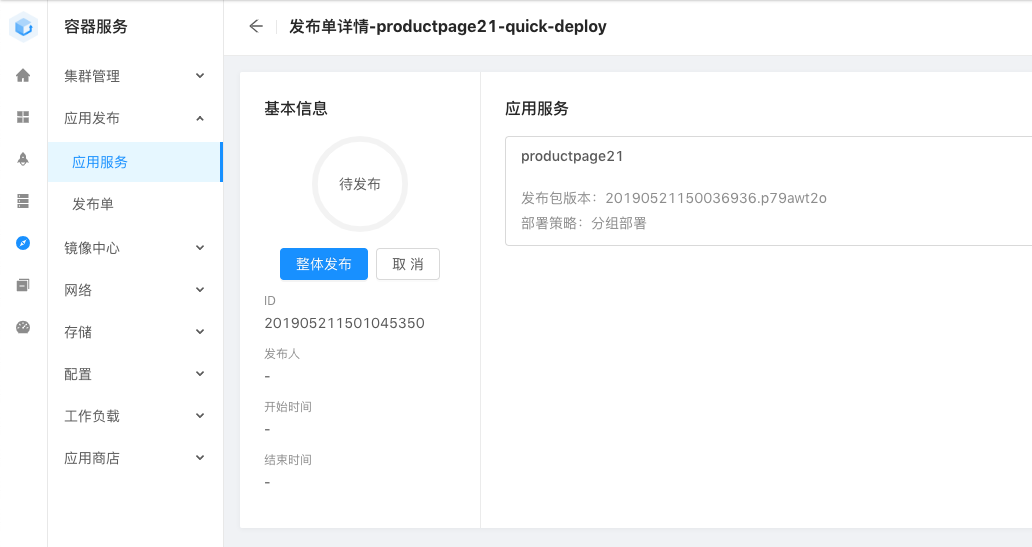 容器服务
集群管理
应用发布
应用服务
发布单
镜像中心
网络
存储
配置
工作负载
应用商店
发布单详情-productpage21-quick-deploy
基本信息
待发布
整体发布
取 消
ID
201905211501045350
发布人
-
开始时间
-
结束时间
-
应用服务
productpage21
发布包版本：20190521150036936.p79awt2o
部署策略：分组部署